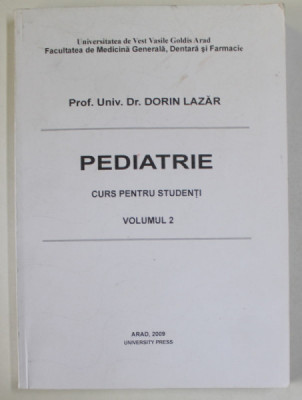 Universitatea de Vest Vasile Goldis Arad
Facultatea de Medicină Generală, Dentară și Farmacie
Prof. Univ. Dr. DORIN LAZĂR
PEDIATRIE
CURS PENTRU STUDENȚI
VOLUMUL 2
ARAD, 2009
UNIVERSITY PRESS